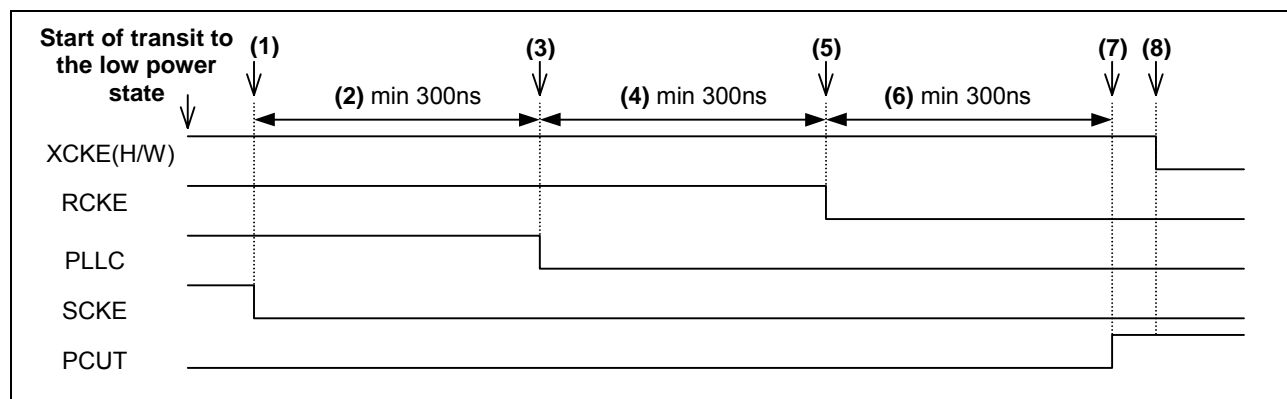 Start of transit to
the low power
state
(1)
(3)
(5)
(7)
(8)
(2) min 300ns
(4) min 300ns
(6) min 300ns
XCKE(H/W)
RCKE
PLLC
SCKE
PCUT